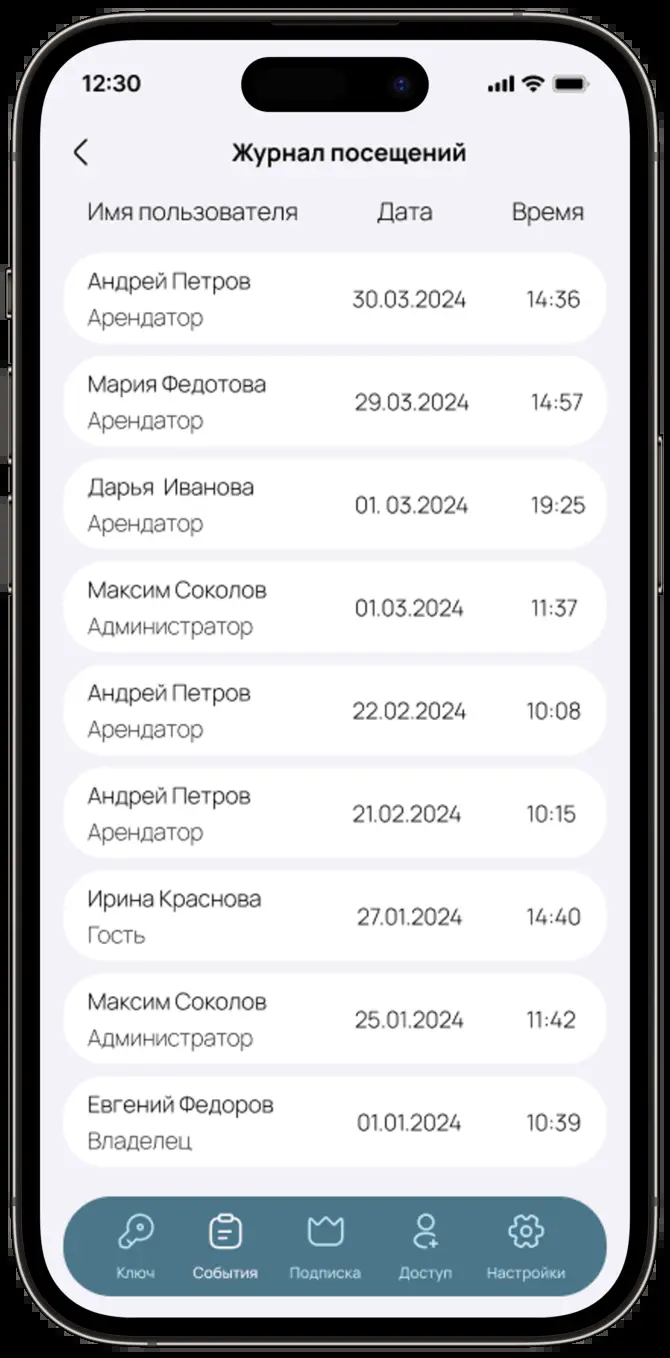 12:30
Журнал посещений
Имя пользователя Дата Время
Андрей Петров
Арендатор
30.03.2024 14:36
Мария Федотова
Арендатор
29.03.2024 14:57
Дарья Иванова
Арендатор
01. 03.2024 19:25
Максим Соколов
Администратор
01.03.2024 11:37
Андрей Петров
Арендатор
22.02.2024 10:08
Андрей Петров
Арендатор
21.02.2024 10:15
Ирина Краснова
Гость
27.01.2024 14:40
Максим Соколов
Администратор
25.01.2024 11:42
Евгений Федоров
Владелец
01.01.2024 10:39
Ключ События Подписка Доступ Настройки